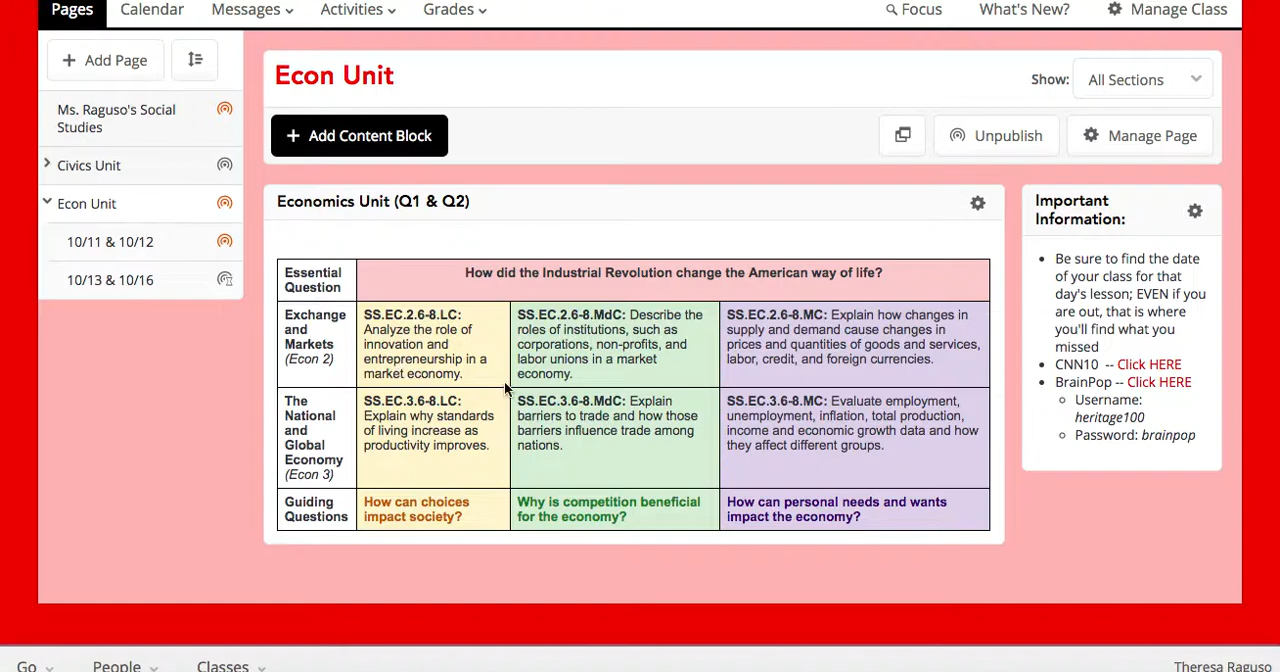 Pages Calendar Messages Activities Grades Focus What's New? Manage Class
+ Add Page
Ms. Raguso's Social
Studies
Civics Unit
Econ Unit
10/11 & 10/12
10/13 & 10/16
Econ Unit
Show: All Sections
+ Add Content Block
Unpublish
Manage Page
Economics Unit (Q1 & Q2)
Essential
Question
How did the Industrial Revolution change the American way of life?
Exchange
and
Markets
(Econ 2)
SS.EC.2.6-8.LC:
Analyze the role of
innovation and
entrepreneurship in a
market economy.
SS.EC.2.6-8.MdC: Describe the
roles of institutions, such as
corporations, non-profits, and
labor unions in a market
economy.
SS.EC.2.6-8.MC: Explain how changes in
supply and demand cause changes in
prices and quantities of goods and services,
labor, credit, and foreign currencies.
The
National
and
Global
Economy
(Econ 3)
SS.EC.3.6-8.LC:
Explain why standards
of living increase as
productivity improves.
SS.EC.3.6-8.MdC: Explain
barriers to trade and how those
barriers influence trade among
nations.
SS.EC.3.6-8.MC: Evaluate employment,
unemployment, inflation, total production,
income and economic growth data and how
they affect different groups.
Guiding
Questions
How can choices
impact society?
Why is competition beneficial
for the economy?
How can personal needs and wants
impact the economy?
Important
Information:
Be sure to find the date
of your class for that
day's lesson; EVEN if you
are out, that is where
you'll find what you
missed
CNN10 -- Click HERE
BrainPop -- Click HERE
Username:
heritage100
Password: brainpop
Go People Classes Theresa Raguso